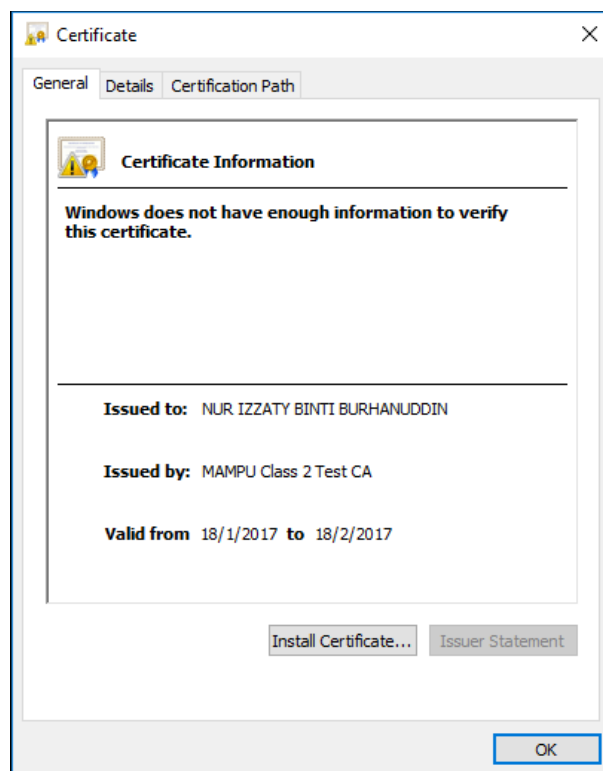 Certificate
General Details Certification Path
Certificate Information
Windows does not have enough information to verify
this certificate.
Issued to: NUR IZZATY BINTI BURHANUDDIN
Issued by: MAMPU Class 2 Test CA
Valid from 18/1/2017 to 18/2/2017
Install Certificate... Issuer Statement
OK